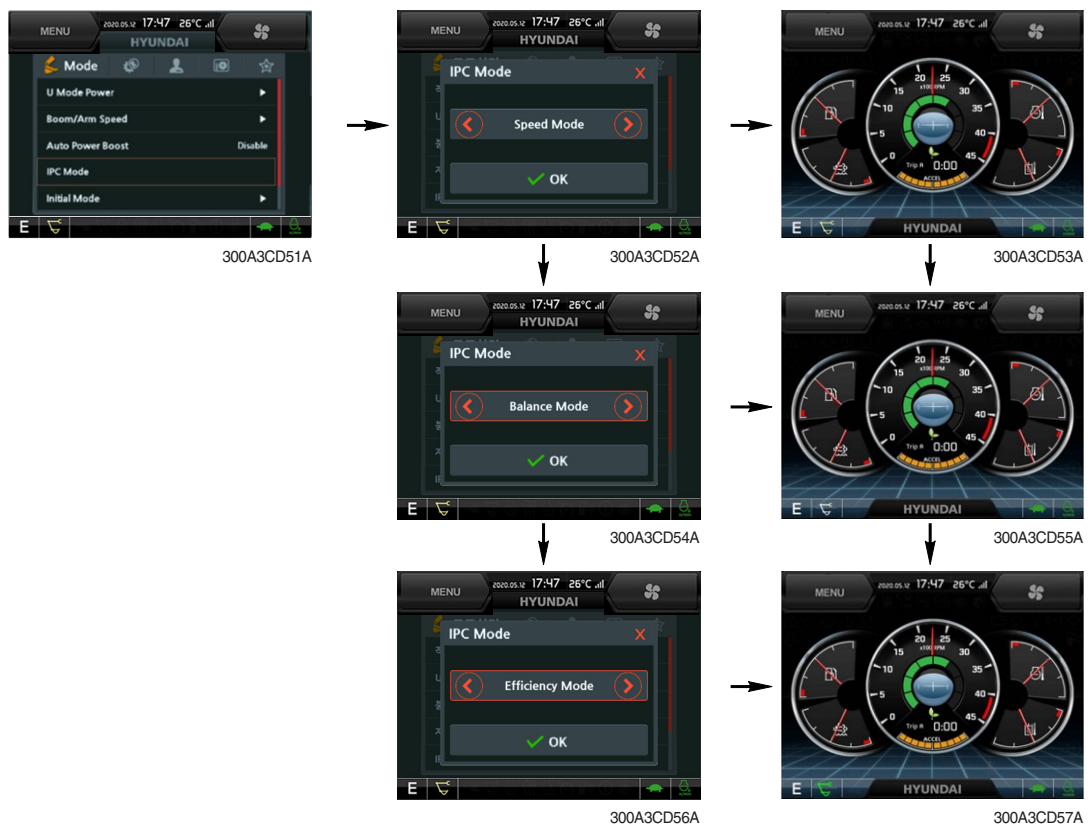 MENU
2020.05.12 17:47 26°C
HYUNDAI
Mode
U Mode Power
Boom/Arm Speed
Auto Power Boost Disable
IPC Mode
Initial Mode
E
300A3CD51A
MENU
2020.05.12 17:47 26°C
HYUNDAI
IPC Mode X
Speed Mode
OK
E
300A3CD52A
MENU
2020.05.12 17:47 26°C
0 5 10 15 20 25 30 35 40 45
x100 RPM
Trip A 0:00
ACCEL
E HYUNDAI
300A3CD53A
MENU
2020.05.12 17:47 26°C
HYUNDAI
IPC Mode X
Balance Mode
OK
E
300A3CD54A
MENU
2020.05.12 17:47 26°C
0 5 10 15 20 25 30 35 40 45
x100 RPM
Trip A 0:00
ACCEL
E HYUNDAI
300A3CD55A
MENU
2020.05.12 17:47 26°C
HYUNDAI
IPC Mode X
Efficiency Mode
OK
E
300A3CD56A
MENU
2020.05.12 17:47 26°C
0 5 10 15 20 25 30 35 40 45
x100 RPM
Trip A 0:00
ACCEL
E HYUNDAI
300A3CD57A